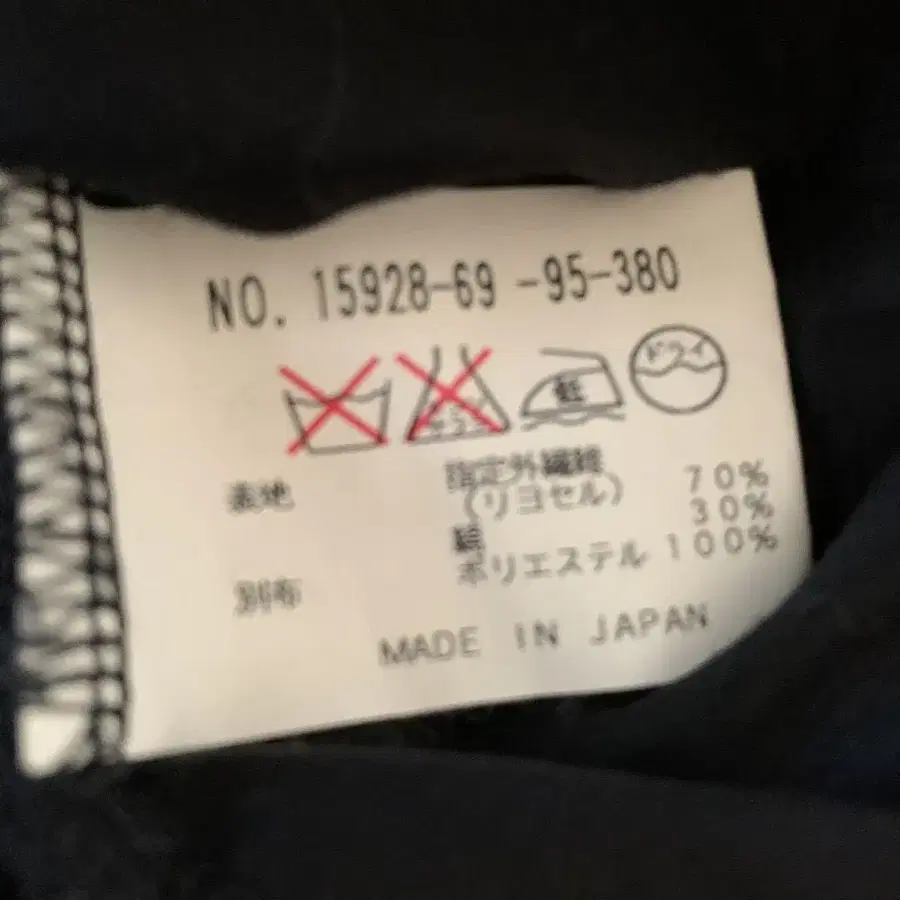 NO. 15928-69 -95-380
低 ドライ
表地 指定外繊維
(リヨセル) 70%
綿 30%
別布 ポリエステル 100%
MADE IN JAPAN